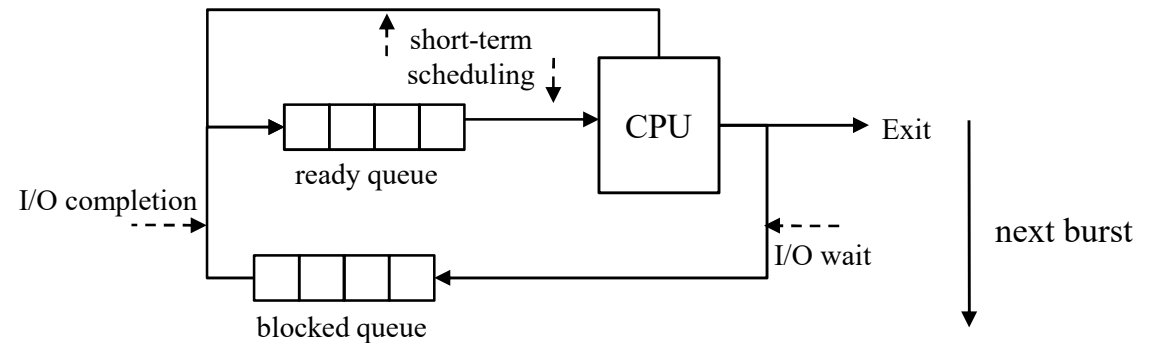 short-term
scheduling
CPU
Exit
ready queue
I/O completion
next burst
I/O wait
blocked queue